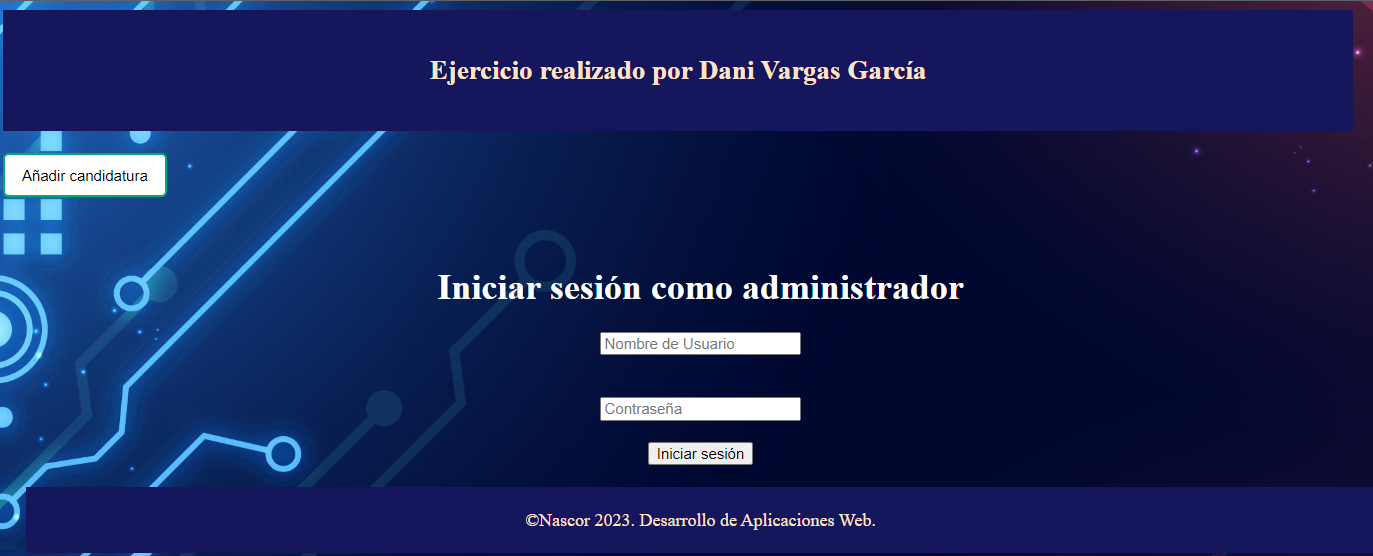 Ejercicio realizado por Dani Vargas García
Añadir candidatura
Iniciar sesión como administrador
Nombre de Usuario
Contraseña
Iniciar sesión
©Nascor 2023. Desarrollo de Aplicaciones Web.